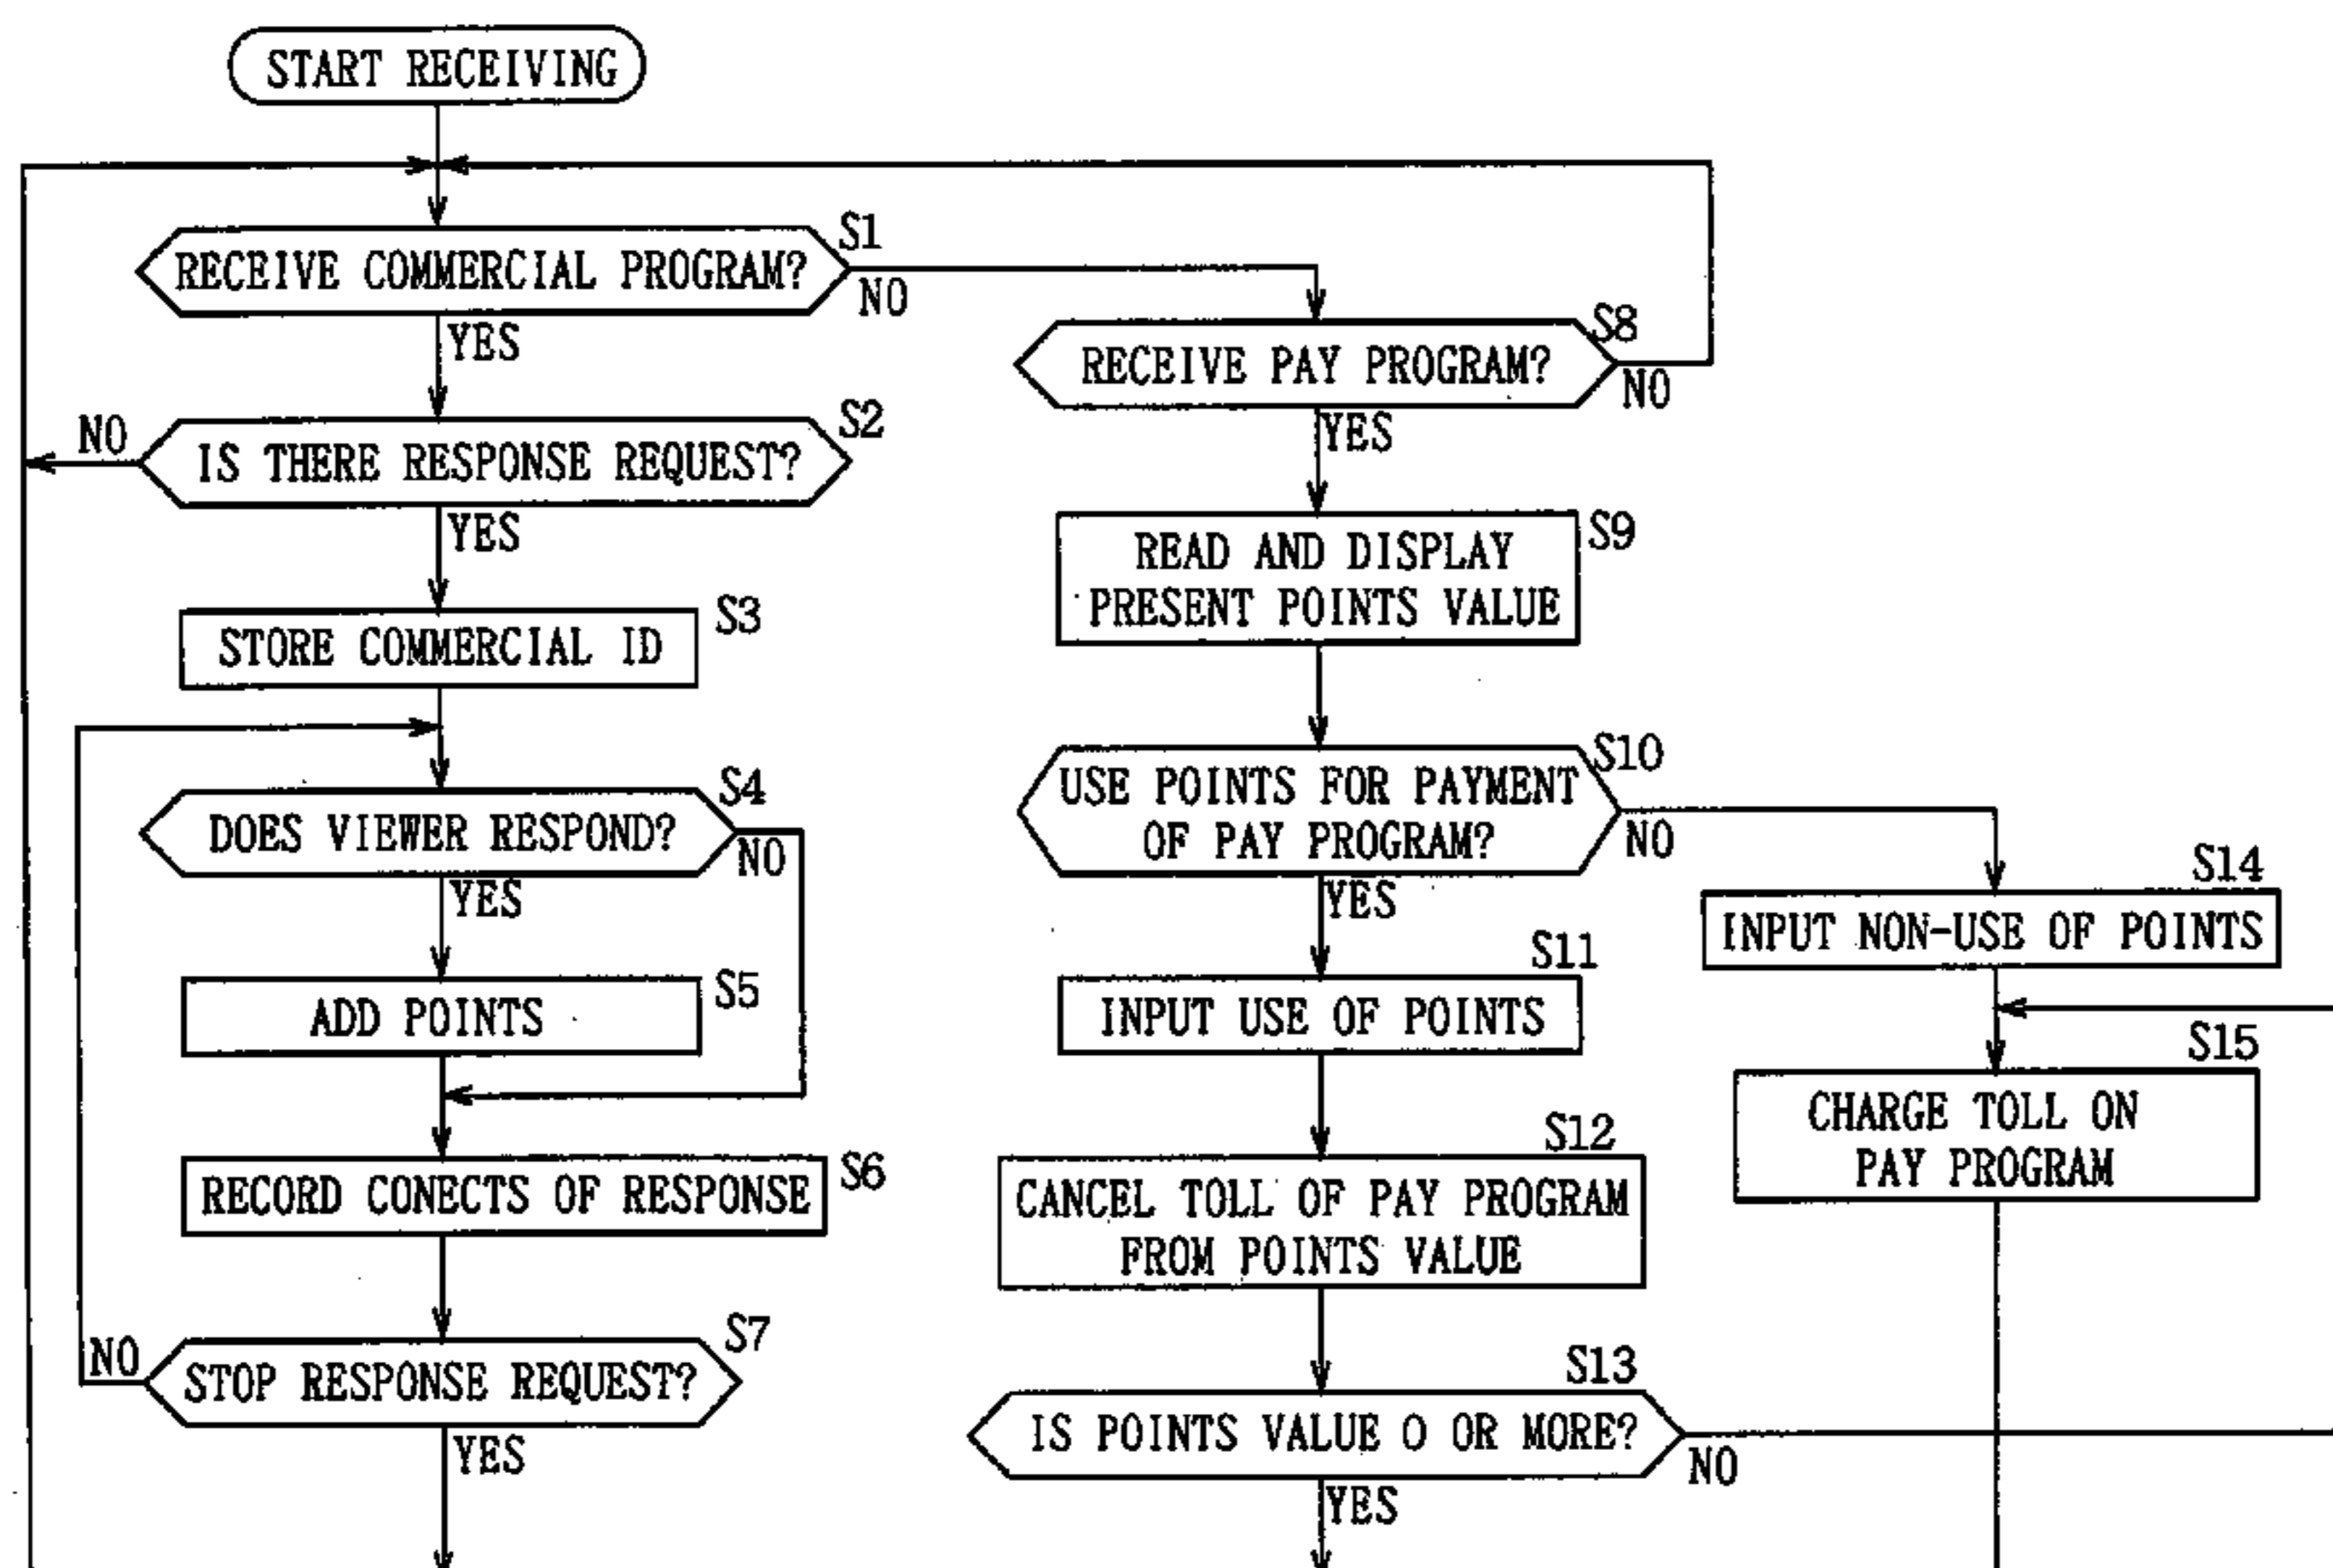 START RECEIVING
RECEIVE COMMERCIAL PROGRAM?
S1
NO
YES
IS THERE RESPONSE REQUEST?
S2
NO
YES
STORE COMMERCIAL ID
S3
DOES VIEWER RESPOND?
S4
NO
YES
ADD POINTS
S5
RECORD CONECTS OF RESPONSE
S6
STOP RESPONSE REQUEST?
S7
NO
YES
RECEIVE PAY PROGRAM?
S8
NO
YES
READ AND DISPLAY
PRESENT POINTS VALUE
S9
USE POINTS FOR PAYMENT
OF PAY PROGRAM?
S10
NO
YES
S11
INPUT USE OF POINTS
S12
CANCEL TOLL OF PAY PROGRAM
FROM POINTS VALUE
S13
IS POINTS VALUE 0 OR MORE?
NO
YES
S14
INPUT NON-USE OF POINTS
S15
CHARGE TOLL ON
PAY PROGRAM